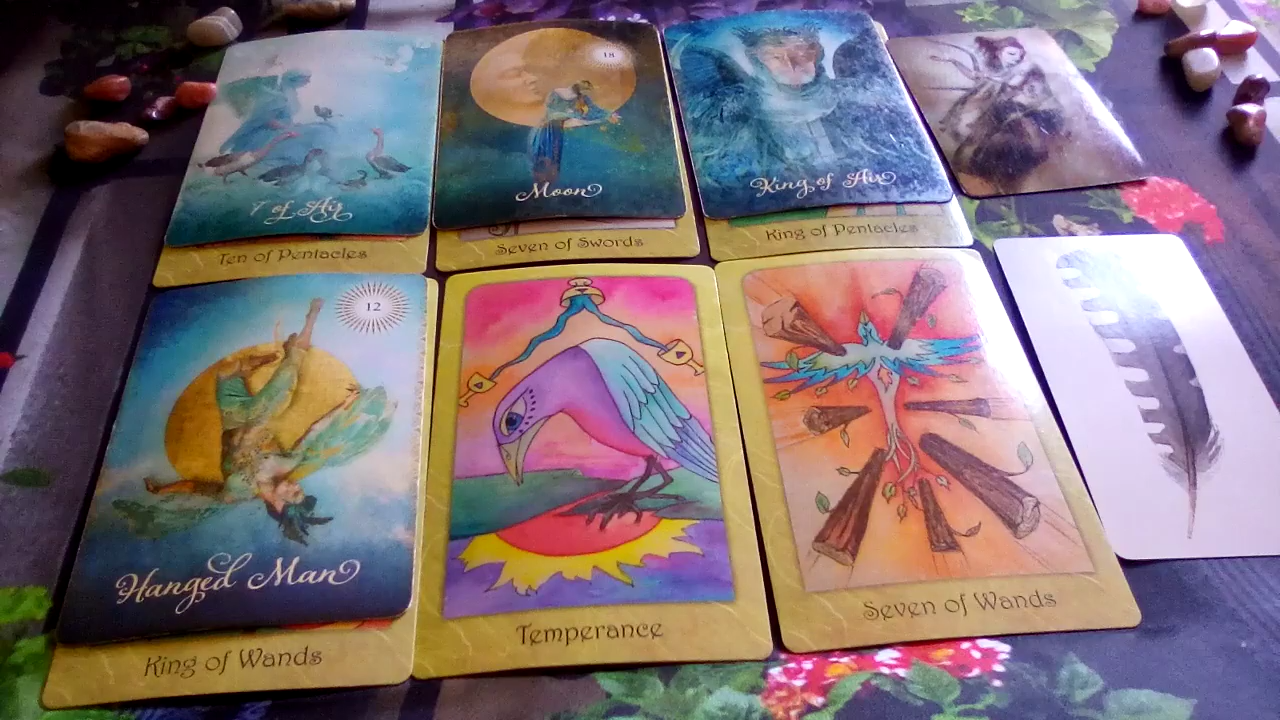 7 of Air
Ten of Pentacles
18
Moon
Seven of Swords
King of Air
King of Pentacles
12
Hanged Man
King of Wands
Temperance
Seven of Wands